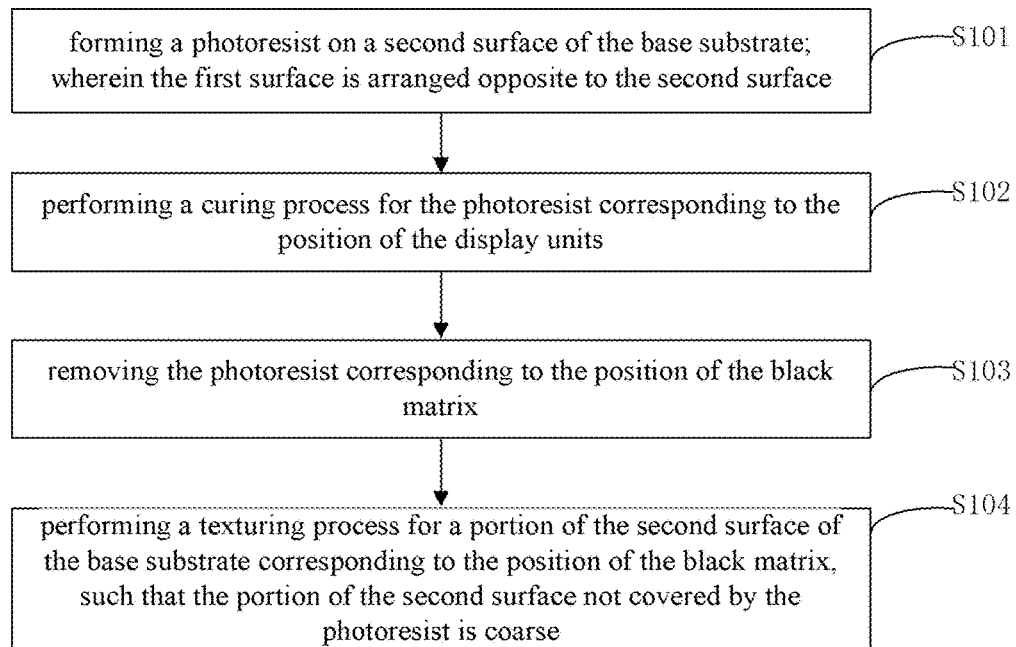 forming a photoresist on a second surface of the base substrate;
wherein the first surface is arranged opposite to the second surface
S101
performing a curing process for the photoresist corresponding to the
position of the display units
S102
removing the photoresist corresponding to the position of the black
matrix
S103
performing a texturing process for a portion of the second surface of
the base substrate corresponding to the position of the black matrix,
such that the portion of the second surface not covered by the
photoresist is coarse
S104